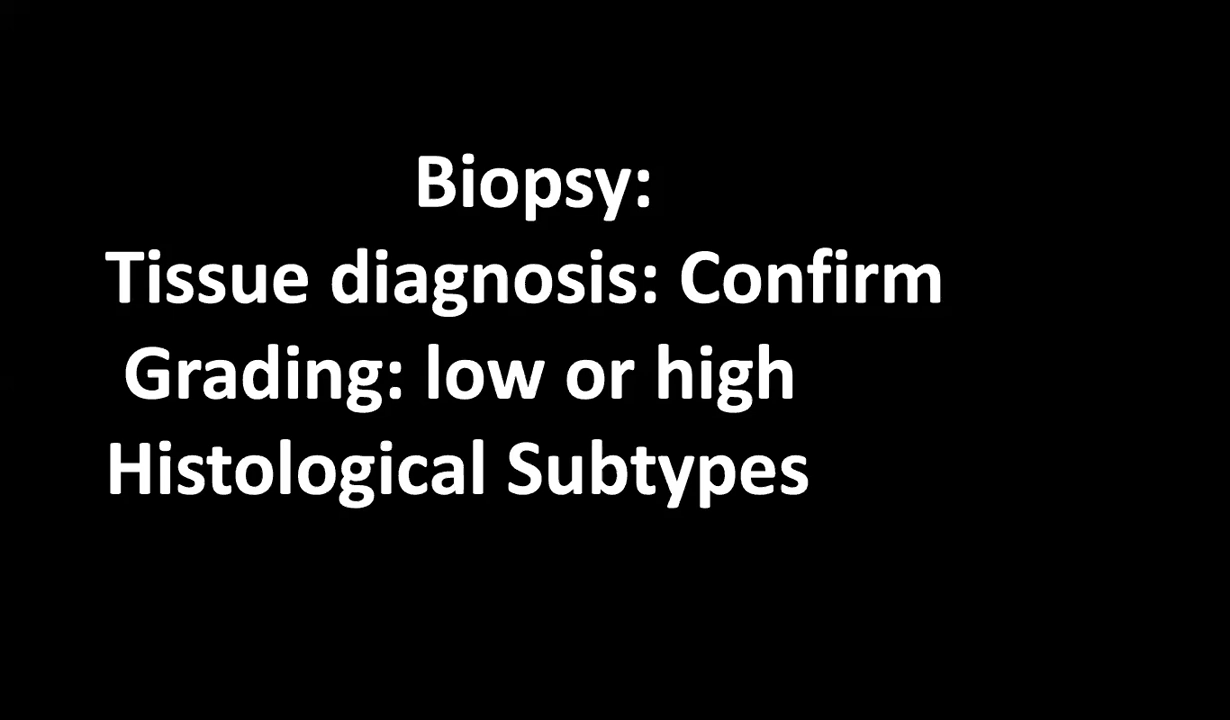 Biopsy:
Tissue diagnosis: Confirm
Grading: low or high
Histological Subtypes